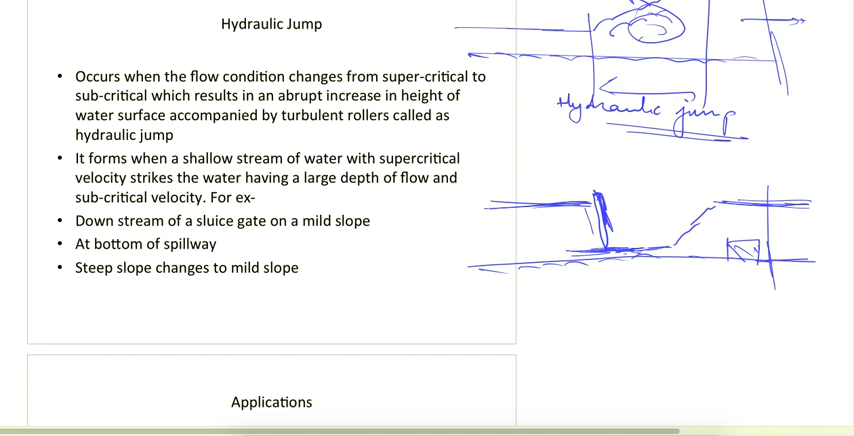 Hydraulic Jump
• Occurs when the flow condition changes from super-critical to
sub-critical which results in an abrupt increase in height of
water surface accompanied by turbulent rollers called as
hydraulic jump
• It forms when a shallow stream of water with supercritical
velocity strikes the water having a large depth of flow and
sub-critical velocity. For ex-
• Down stream of a sluice gate on a mild slope
• At bottom of spillway
• Steep slope changes to mild slope
Hydraulic jump
Applications